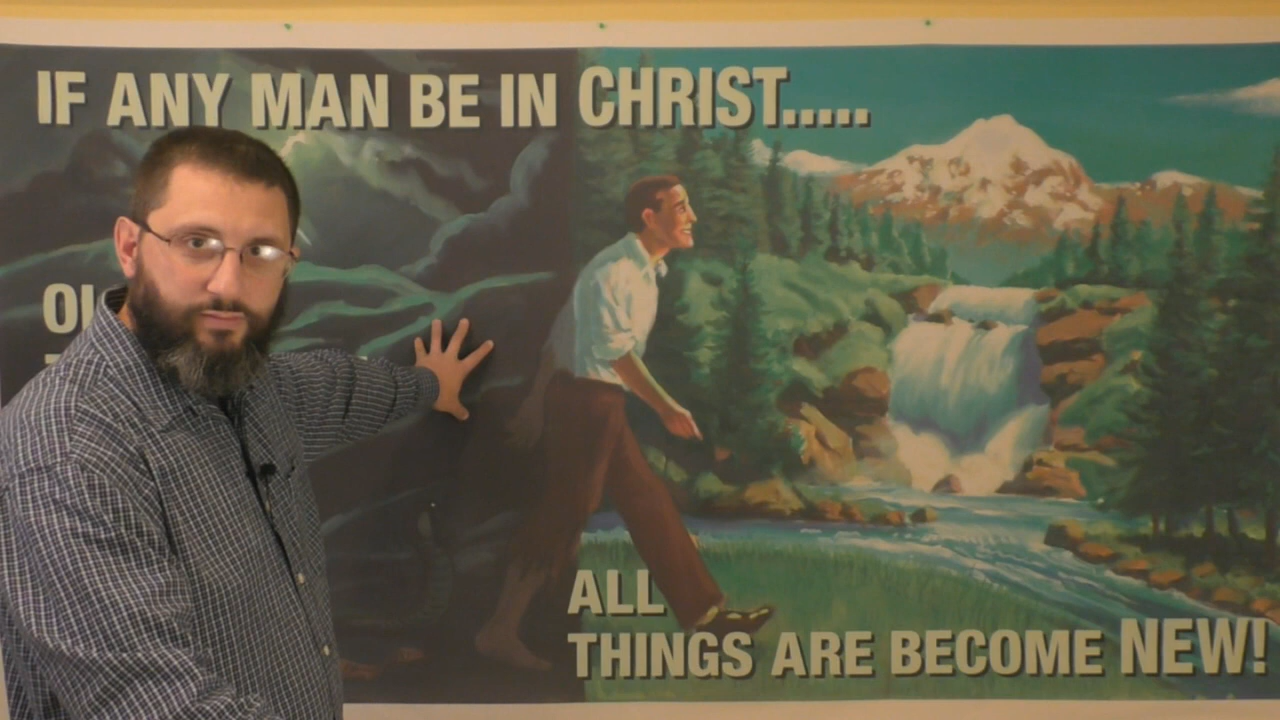 IF ANY MAN BE IN CHRIST.....
ALL
THINGS ARE BECOME NEW!